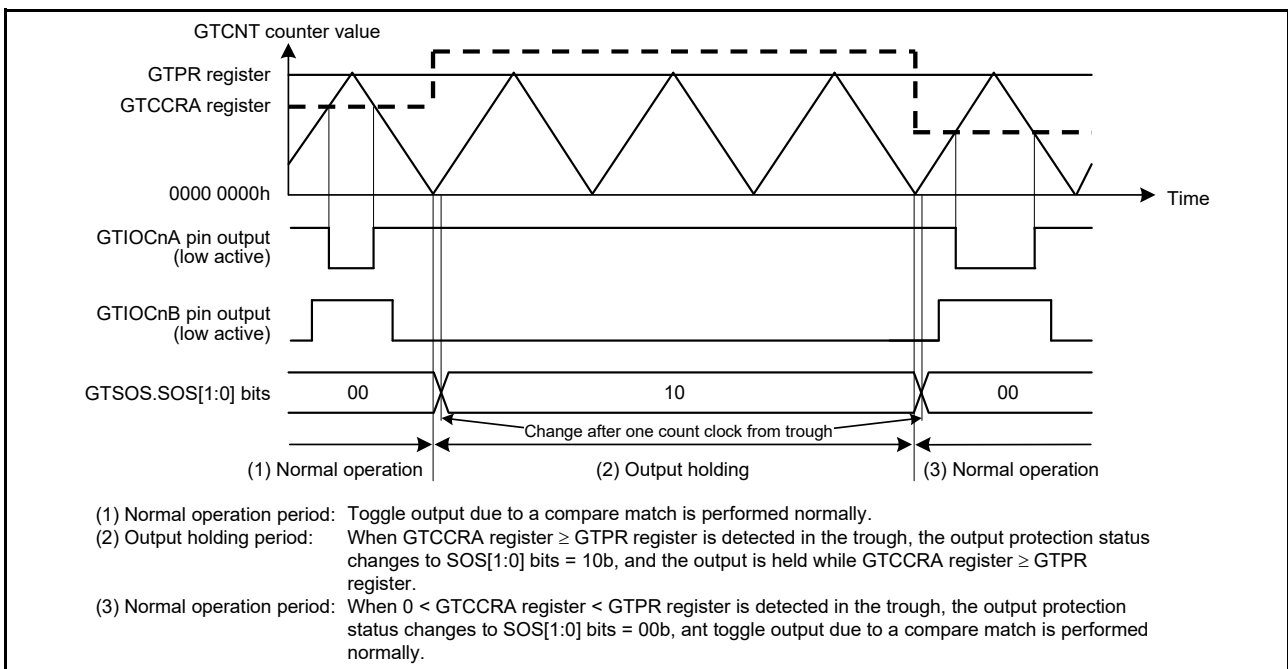 GTCNT counter value
GTPR register
GTCCRA register
0000 0000h
Time
GTIOCnA pin output
(low active)
GTIOCnB pin output
(low active)
GTSOS.SOS[1:0] bits
00
10
00
Change after one count clock from trough
(1) Normal operation
(2) Output holding
(3) Normal operation
(1) Normal operation period: Toggle output due to a compare match is performed normally.
(2) Output holding period: When GTCCRA register ≥ GTPR register is detected in the trough, the output protection status
changes to SOS[1:0] bits = 10b, and the output is held while GTCCRA register ≥ GTPR
register.
(3) Normal operation period: When 0 < GTCCRA register < GTPR register is detected in the trough, the output protection
status changes to SOS[1:0] bits = 00b, ant toggle output due to a compare match is performed
normally.